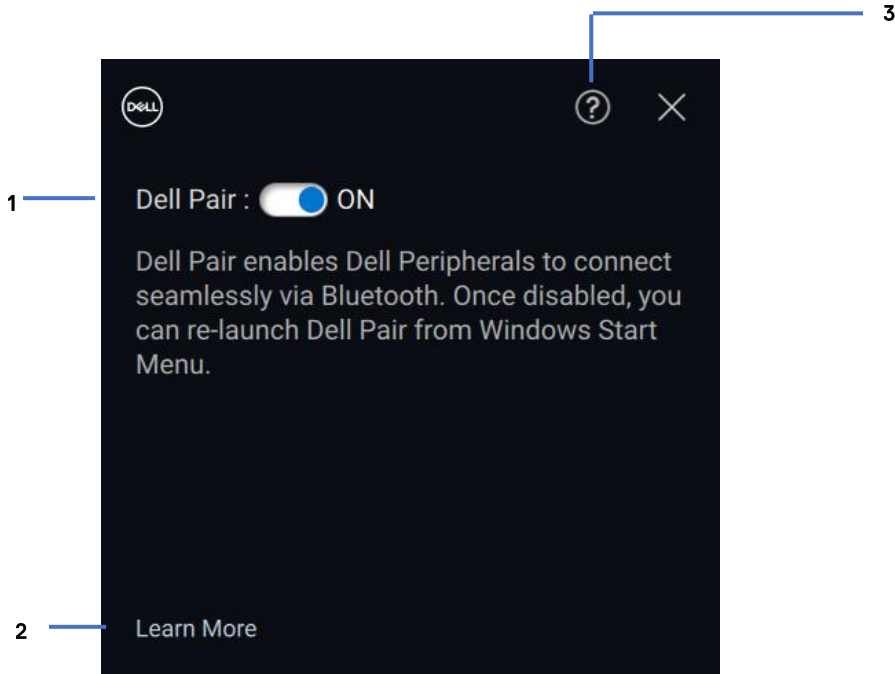 3
DELL
?
1
Dell Pair : ON
Dell Pair enables Dell Peripherals to connect
seamlessly via Bluetooth. Once disabled, you
can re-launch Dell Pair from Windows Start
Menu.
2
Learn More